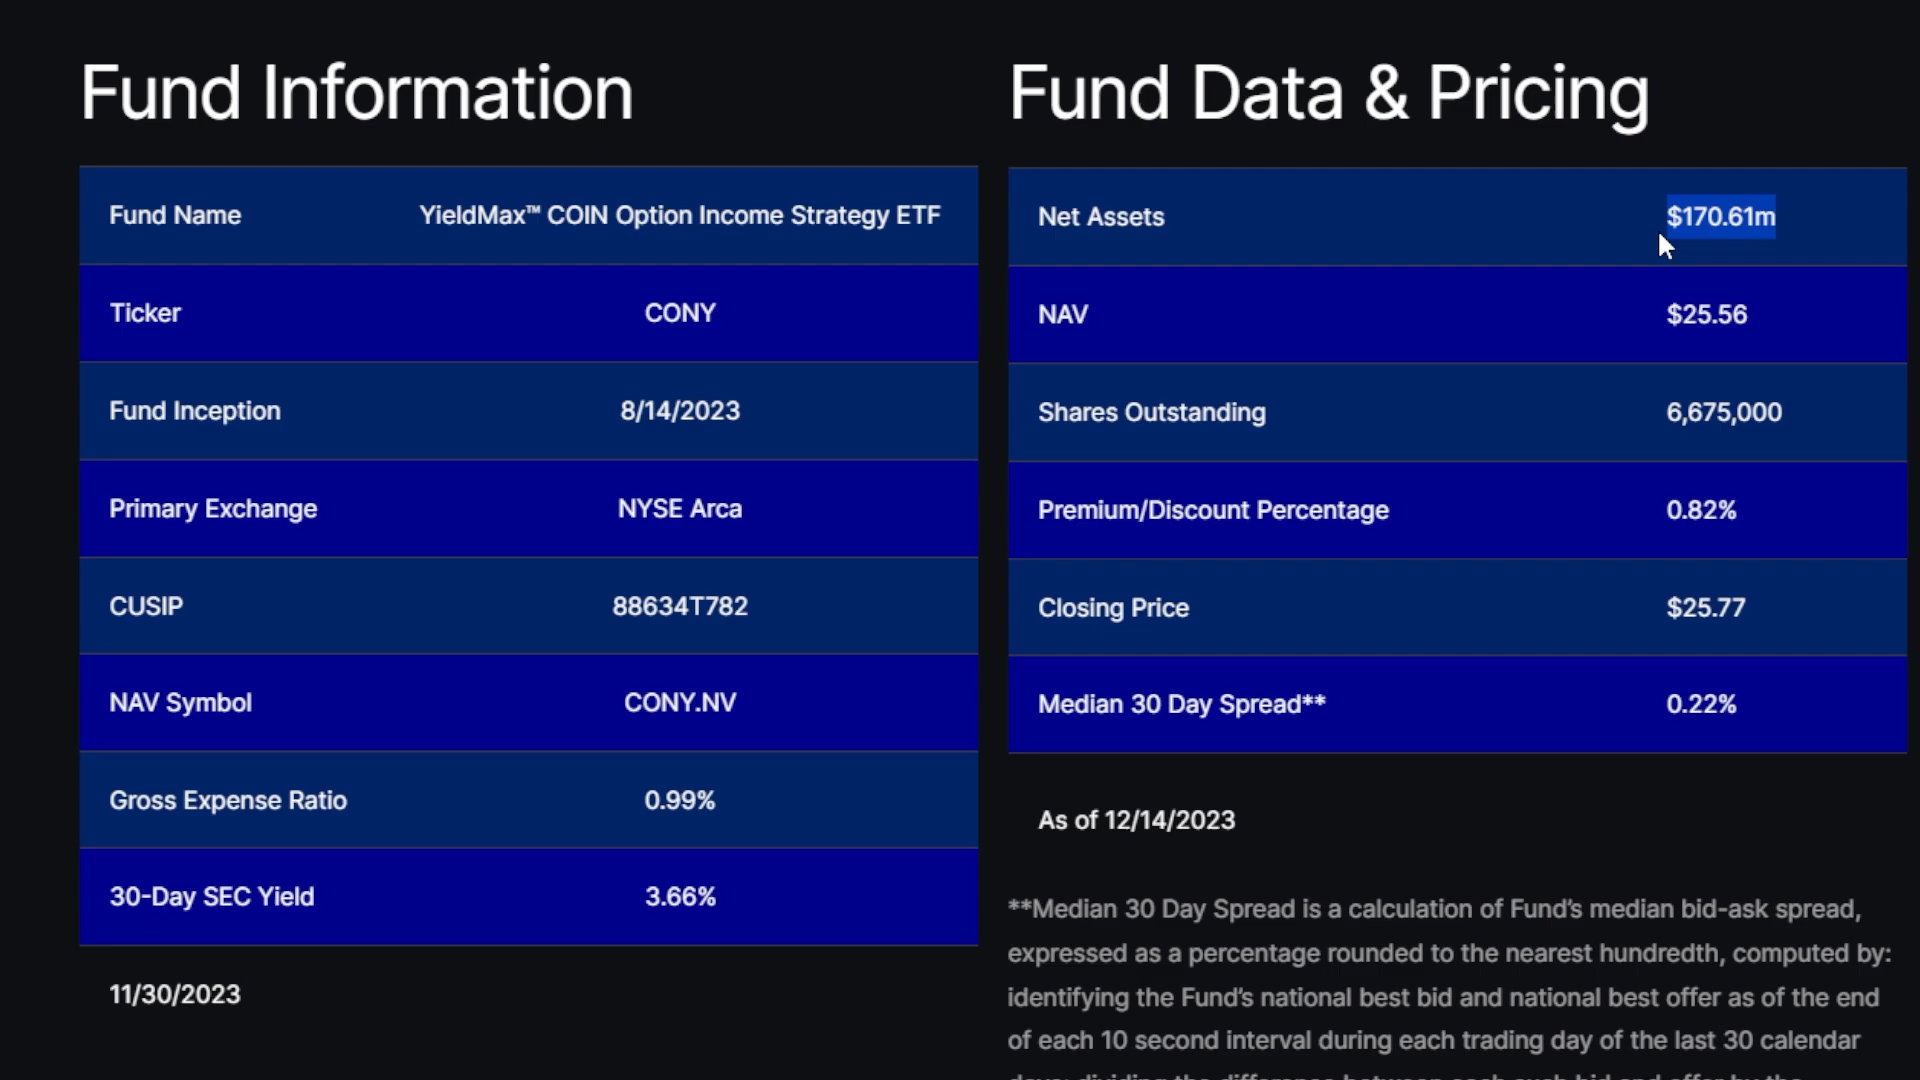 Fund Information
Fund Name YieldMax™ COIN Option Income Strategy ETF
Ticker CONY
Fund Inception 8/14/2023
Primary Exchange NYSE Arca
CUSIP 88634T782
NAV Symbol CONY.NV
Gross Expense Ratio 0.99%
30-Day SEC Yield 3.66%
11/30/2023
Fund Data & Pricing
Net Assets $170.61m
NAV $25.56
Shares Outstanding 6,675,000
Premium/Discount Percentage 0.82%
Closing Price $25.77
Median 30 Day Spread** 0.22%
As of 12/14/2023
**Median 30 Day Spread is a calculation of Fund's median bid-ask spread,
expressed as a percentage rounded to the nearest hundredth, computed by:
identifying the Fund's national best bid and national best offer as of the end
of each 10 second interval during each trading day of the last 30 calendar